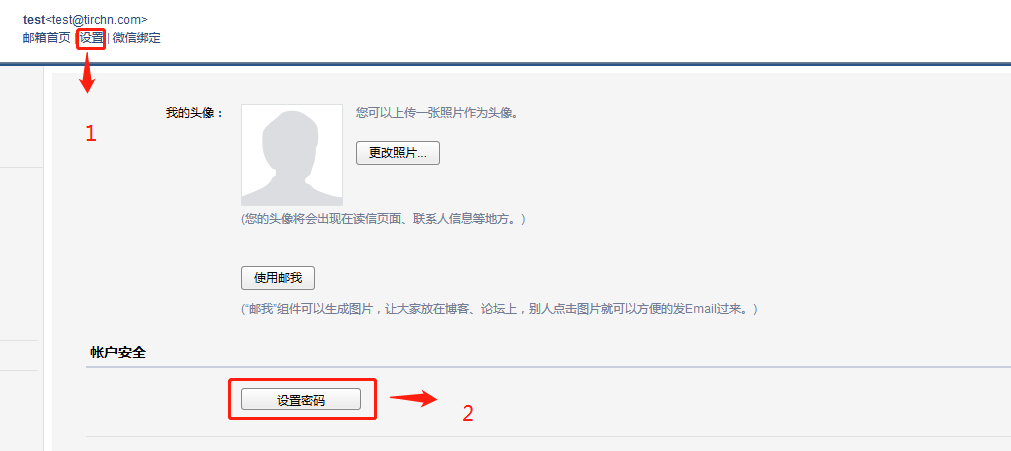 test<test@tirchn.com>
邮箱首页 | 设置 | 微信绑定
1
我的头像：
您可以上传一张照片作为头像。
更改照片...
(您的头像将会出现在读信页面、联系人信息等地方。)
使用邮我
(“邮我”组件可以生成图片，让大家放在博客、论坛上，别人点击图片就可以方便的发Email过来。)
帐户安全
设置密码
2